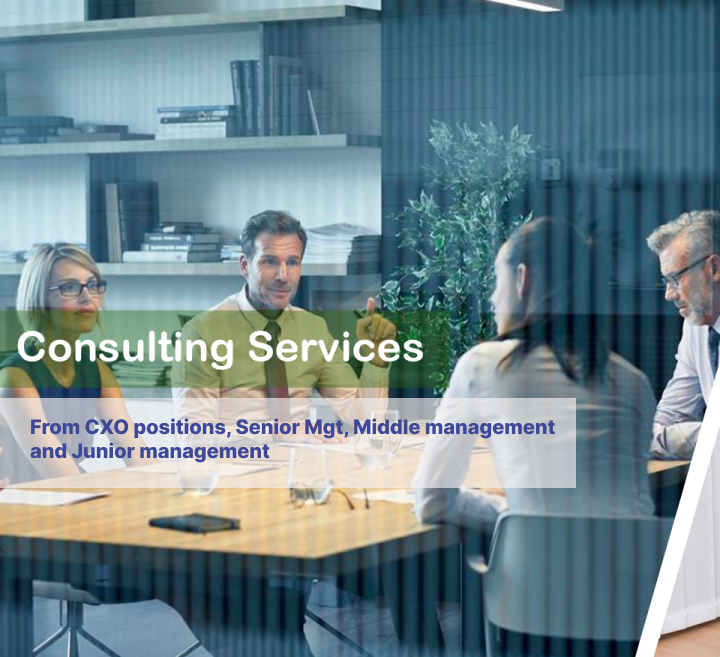 Consulting Services
From CXO positions, Senior Mgt, Middle management
and Junior management